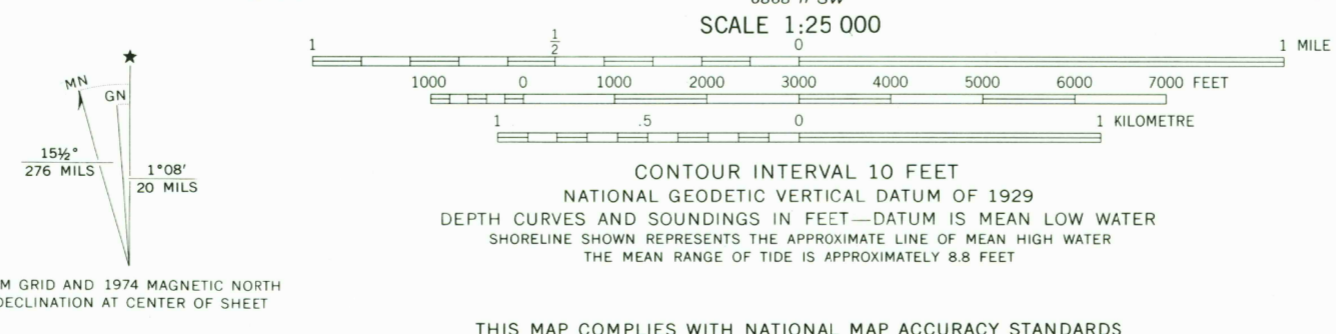 SCALE 1:25 000
1 1/2 0 1 MILE
1000 0 1000 2000 3000 4000 5000 6000 7000 FEET
1 .5 0 1 KILOMETRE
★
MN
GN
15½°
276 MILS
1°08′
20 MILS
M GRID AND 1974 MAGNETIC NORTH
DECLINATION AT CENTER OF SHEET
CONTOUR INTERVAL 10 FEET
NATIONAL GEODETIC VERTICAL DATUM OF 1929
DEPTH CURVES AND SOUNDINGS IN FEET—DATUM IS MEAN LOW WATER
SHORELINE SHOWN REPRESENTS THE APPROXIMATE LINE OF MEAN HIGH WATER
THE MEAN RANGE OF TIDE IS APPROXIMATELY 8.8 FEET
THIS MAP COMPLIES WITH NATIONAL MAP ACCURACY STANDARDS